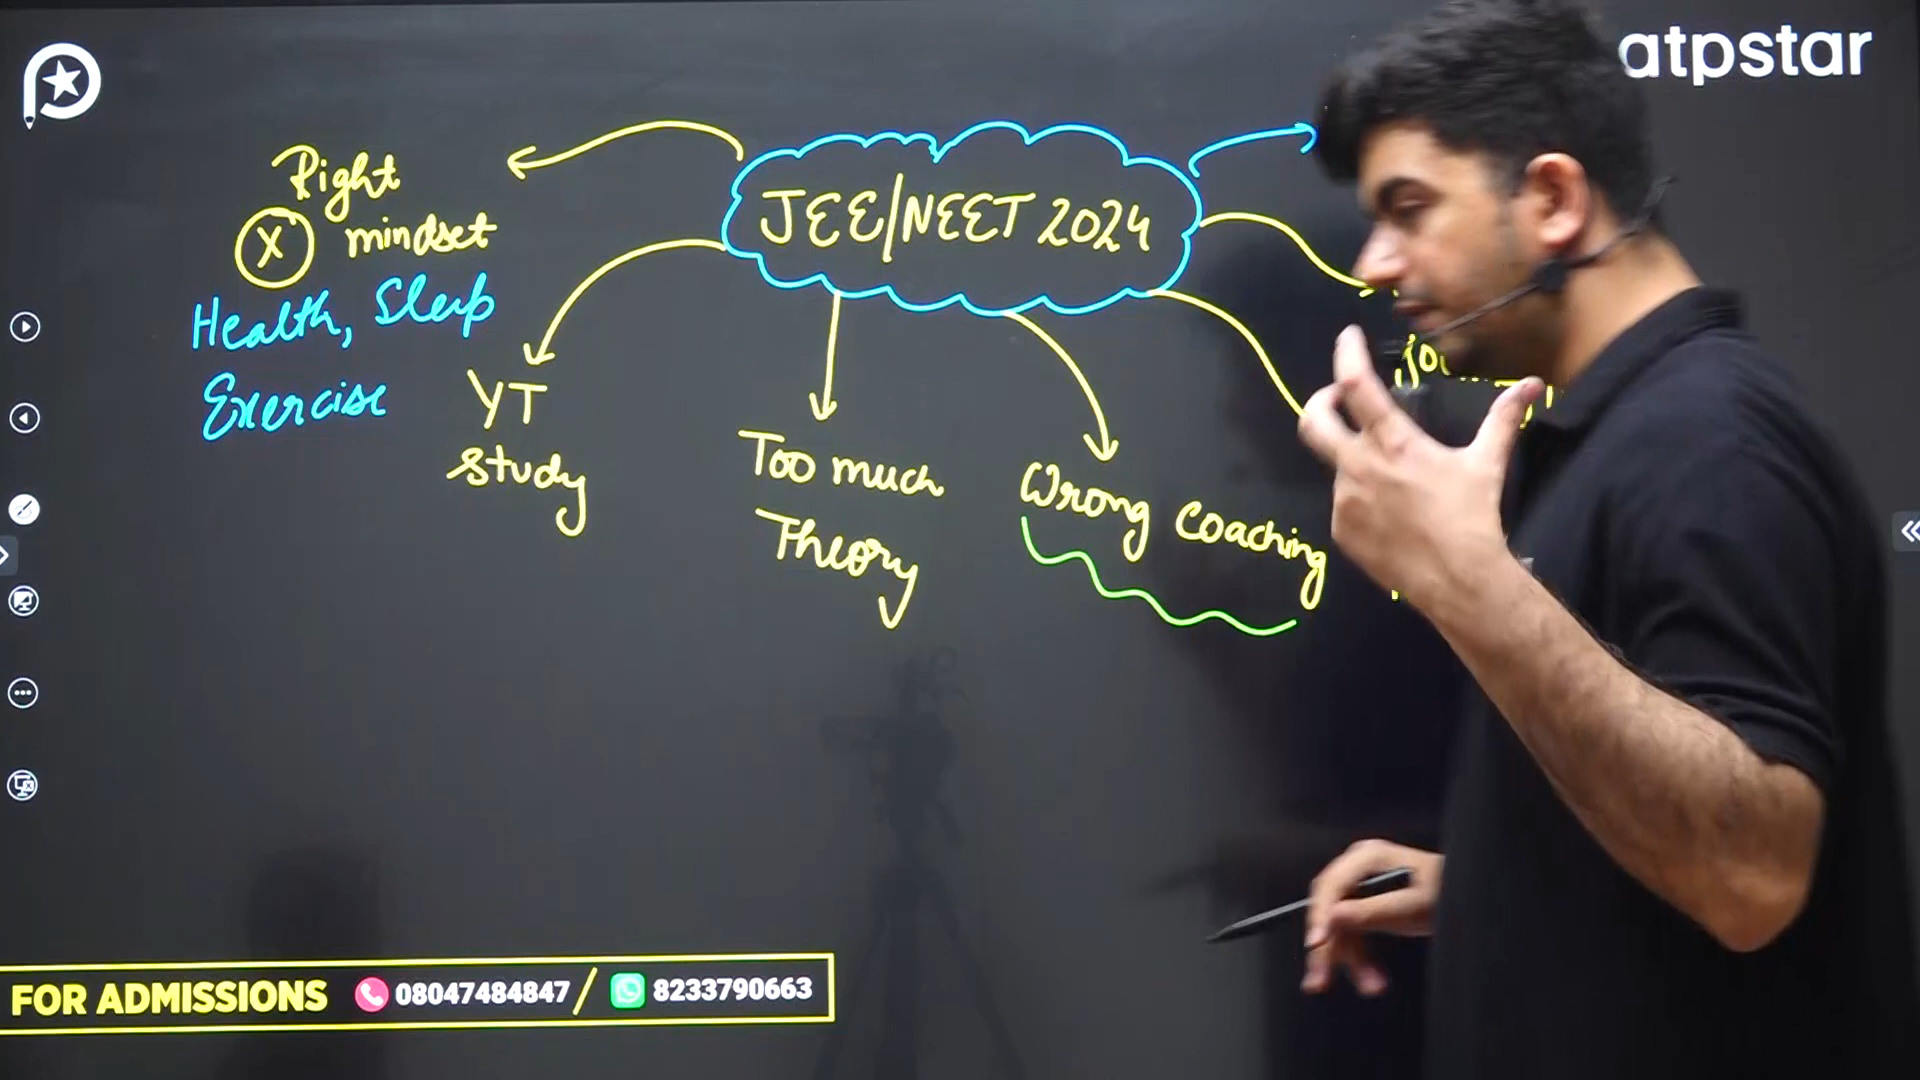 atpstar
JEE/NEET 2024
Right
X mindset
Health, Sleep
Exercise
YT
study
Too much
Theory
Wrong coaching
FOR ADMISSIONS 08047484847 / 8233790663